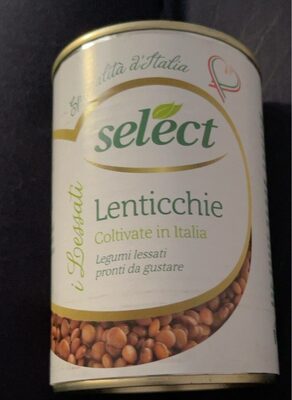 Specialità d'Italia
select
i Lessati
Lenticchie
Coltivate in Italia
Legumi lessati
pronti da gustare